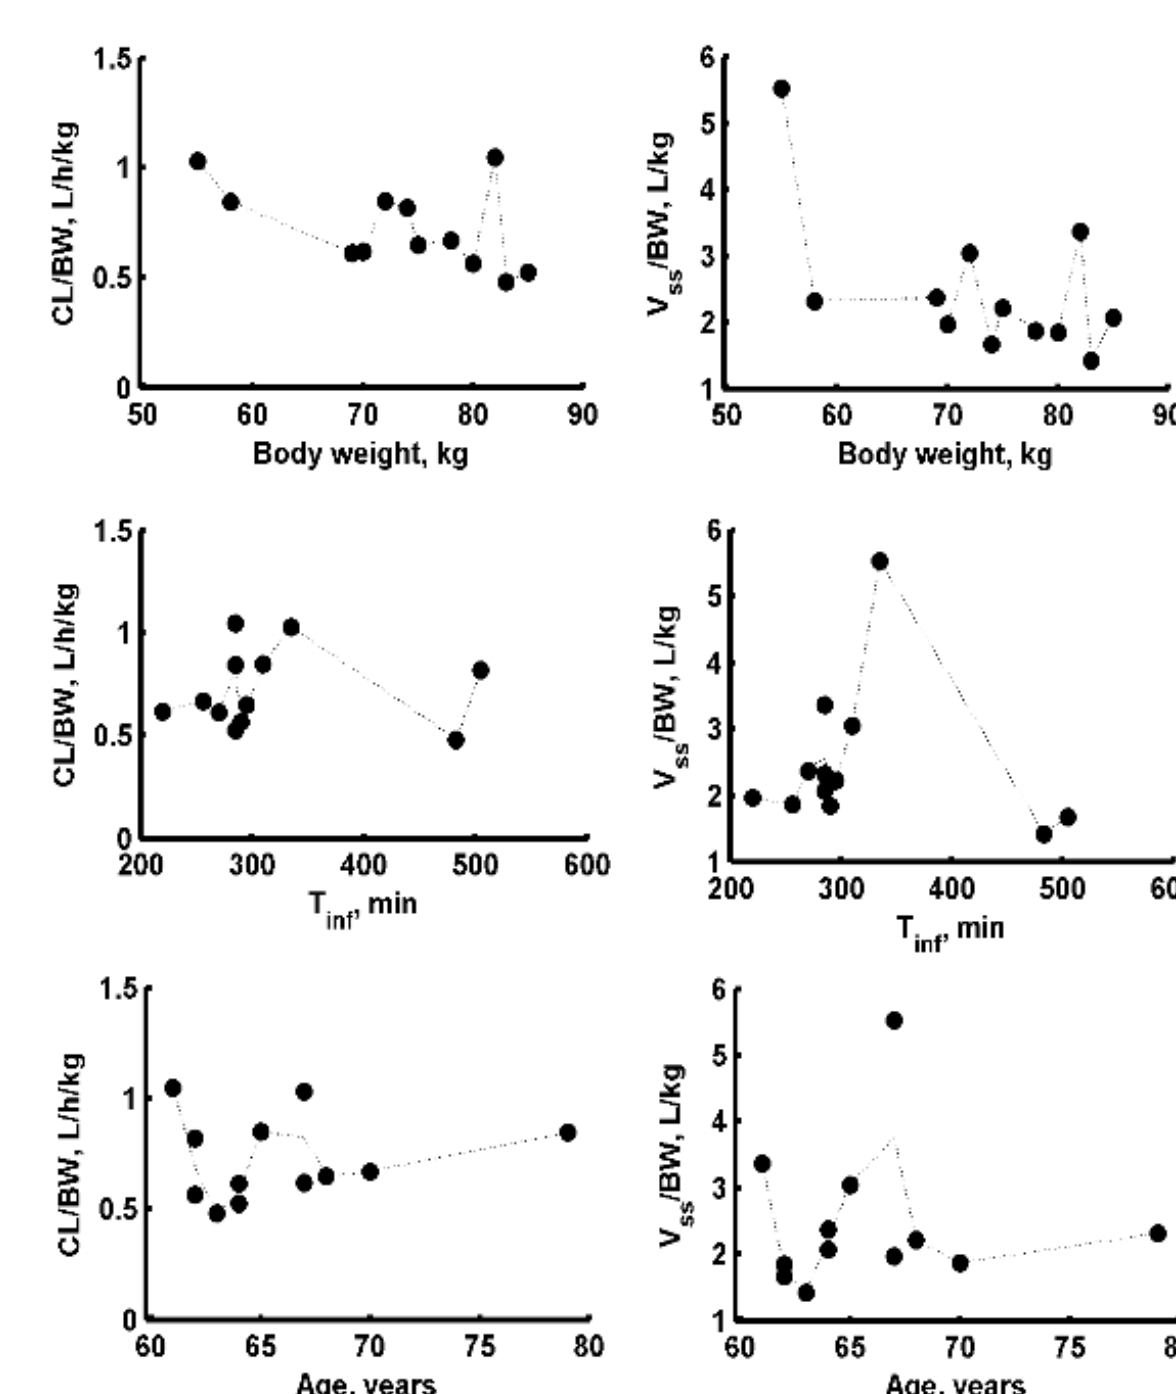 1.5
1
0.5
0
50 60 70 80 90
CL/BW, L/h/kg
Body weight, kg
6
5
4
3
2
1
50 60 70 80 90
V_ss/BW, L/kg
Body weight, kg
1.5
1
0.5
0
200 300 400 500 600
CL/BW, L/h/kg
T_inf, min
6
5
4
3
2
1
200 300 400 500 60
V_ss/BW, L/kg
T_inf, min
1.5
1
0.5
0
60 65 70 75 80
CL/BW, L/h/kg
Age, years
6
5
4
3
2
1
60 65 70 75 8
V_ss/BW, L/kg
Age, years